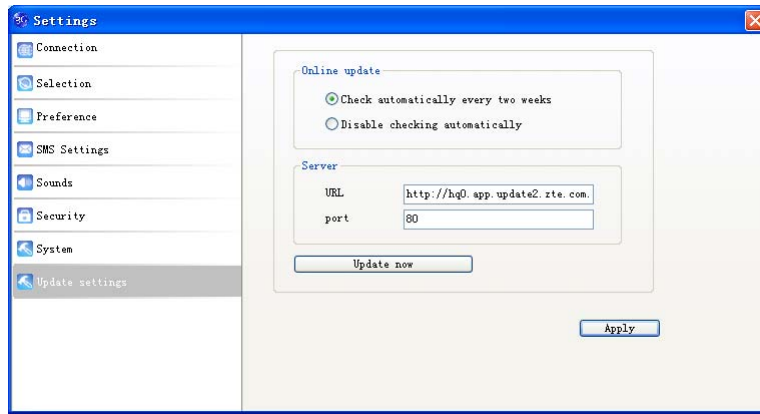 Settings
Connection
Selection
Preference
SMS Settings
Sounds
Security
System
Update settings
Online update
Check automatically every two weeks
Disable checking automatically
Server
URL http://hq0.app.update2.zte.com.
port 80
Update now
Apply